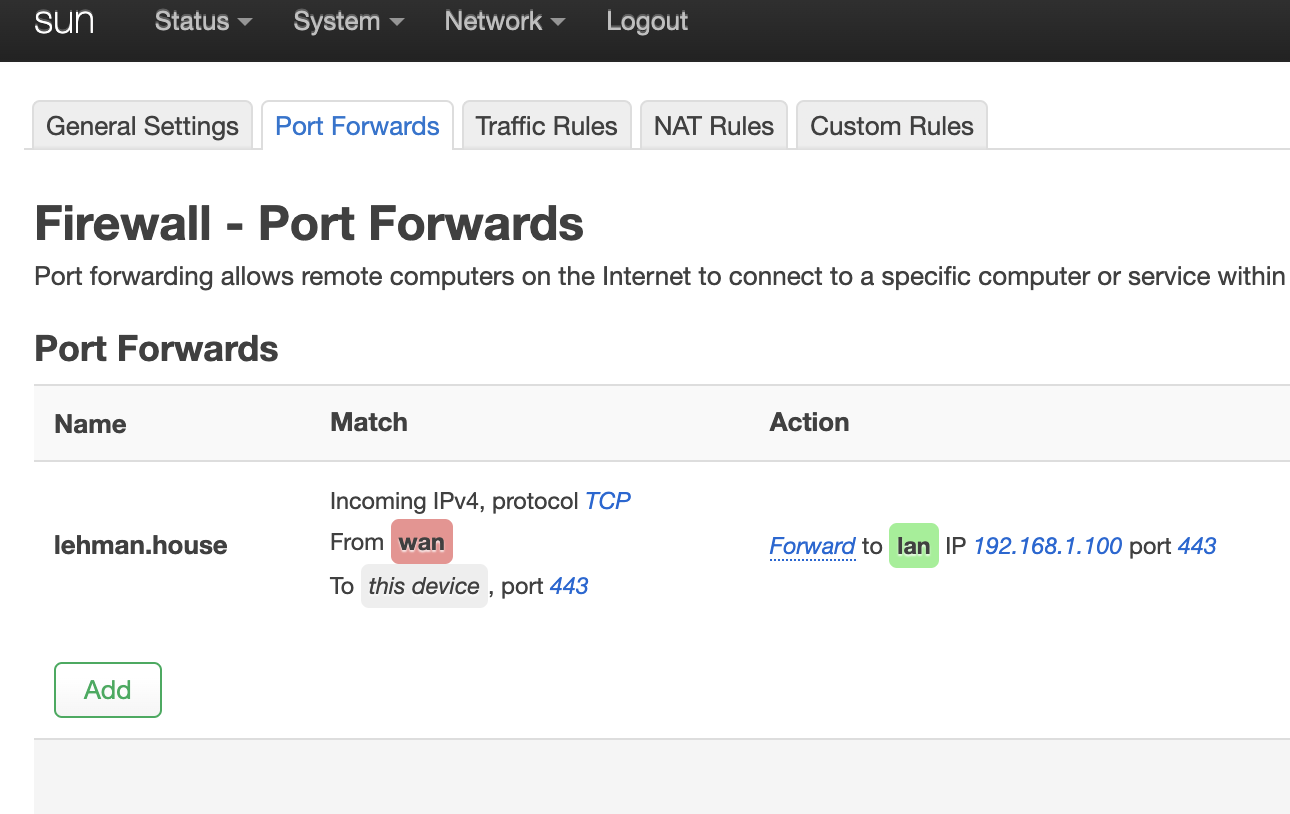 sun Status System Network Logout
General Settings Port Forwards Traffic Rules NAT Rules Custom Rules
Firewall - Port Forwards
Port forwarding allows remote computers on the Internet to connect to a specific computer or service within
Port Forwards
Name Match Action
lehman.house
Incoming IPv4, protocol TCP
From wan
To this device, port 443
Forward to lan IP 192.168.1.100 port 443
Add